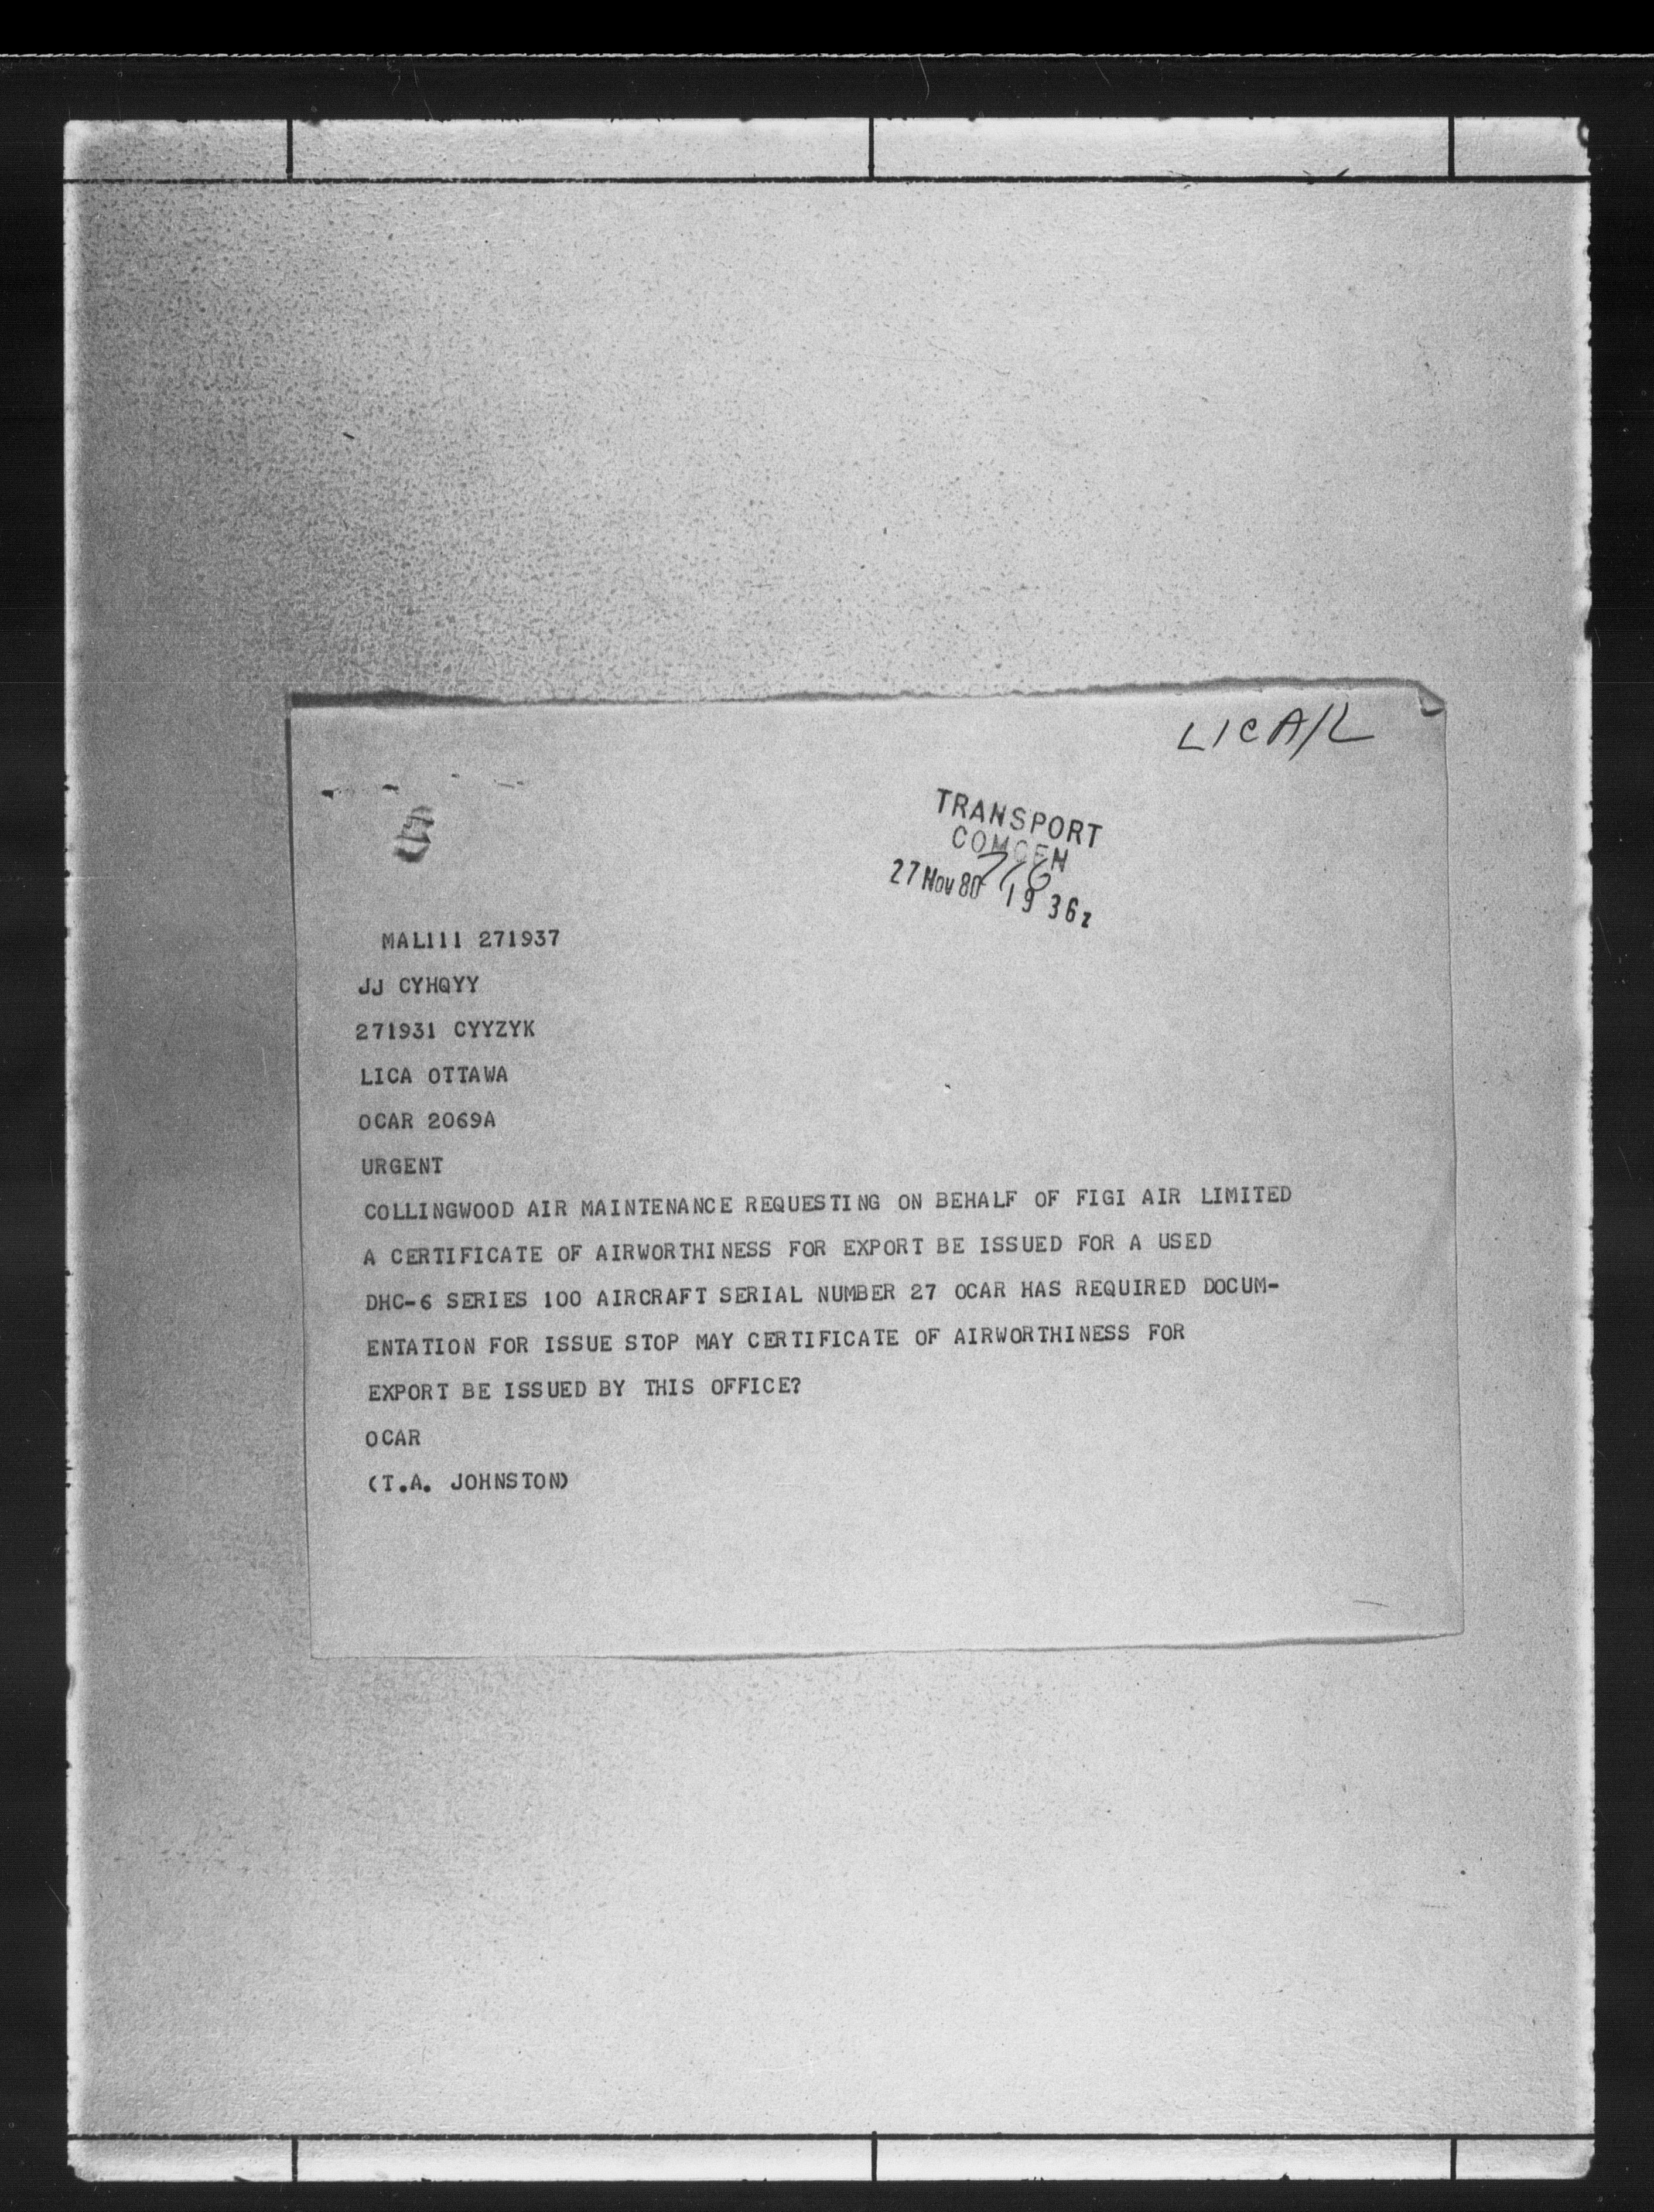 LICA/L
TRANSPORT
COMCEN
27 Nov 80 19 36z
MAL111 271937
JJ CYHQYY
271931 CYYZYK
LICA OTTAWA
OCAR 2069A
URGENT
COLLINGWOOD AIR MAINTENANCE REQUESTING ON BEHALF OF FIGI AIR LIMITED
A CERTIFICATE OF AIRWORTHINESS FOR EXPORT BE ISSUED FOR A USED
DHC-6 SERIES 100 AIRCRAFT SERIAL NUMBER 27 OCAR HAS REQUIRED DOCUM-
ENTATION FOR ISSUE STOP MAY CERTIFICATE OF AIRWORTHINESS FOR
EXPORT BE ISSUED BY THIS OFFICE?
OCAR
(T.A. JOHNSTON)